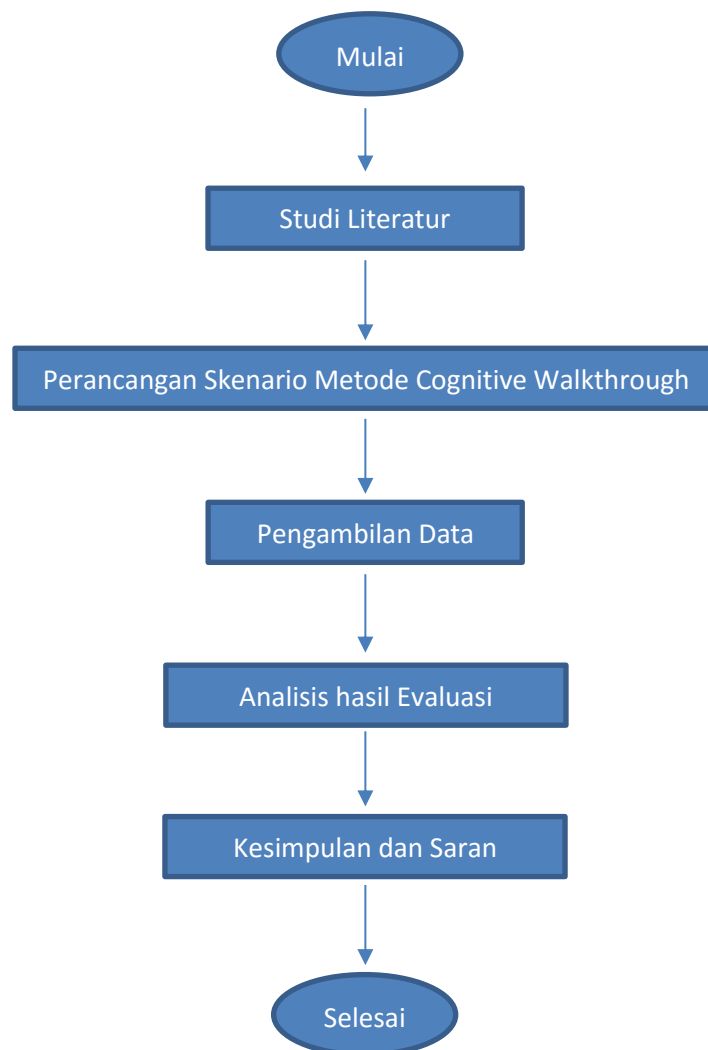 Mulai
Studi Literatur
Perancangan Skenario Metode Cognitive Walkthrough
Pengambilan Data
Analisis hasil Evaluasi
Kesimpulan dan Saran
Selesai